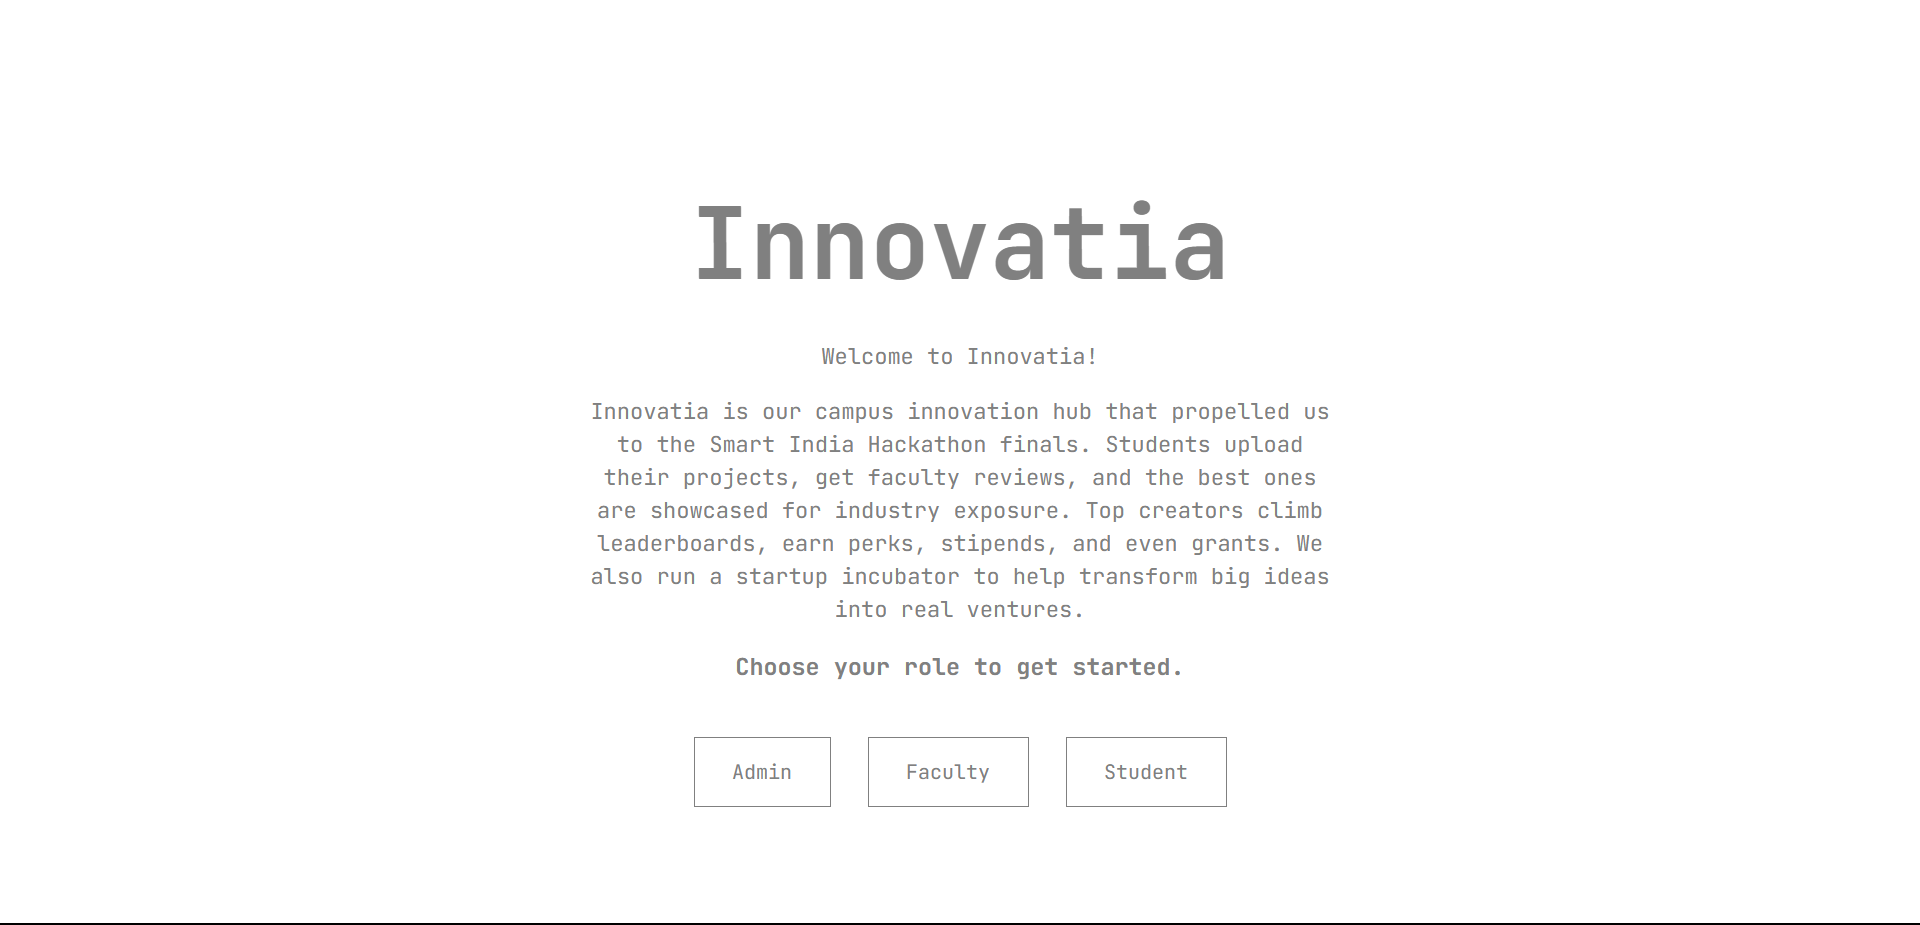 Innovatia
Welcome to Innovatia!
Innovatia is our campus innovation hub that propelled us
to the Smart India Hackathon finals. Students upload
their projects, get faculty reviews, and the best ones
are showcased for industry exposure. Top creators climb
leaderboards, earn perks, stipends, and even grants. We
also run a startup incubator to help transform big ideas
into real ventures.
Choose your role to get started.
Admin
Faculty
Student